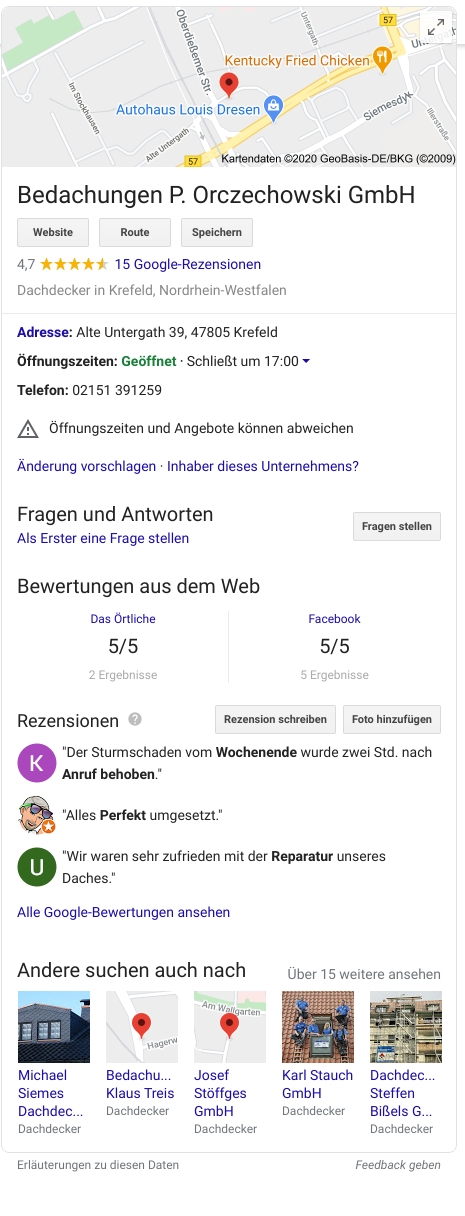 57
Oberdießemer Str
Untergath
Kentucky Fried Chicken
Im Stockhausen
Autohaus Louis Dresen
Siemesdyk
Illerstraße
Alte Untergath
57
Kartendaten ©2020 GeoBasis-DE/BKG (©2009)
Bedachungen P. Orczechowski GmbH
Website Route Speichern
4,7 15 Google-Rezensionen
Dachdecker in Krefeld, Nordrhein-Westfalen
Adresse: Alte Untergath 39, 47805 Krefeld
Öffnungszeiten: Geöffnet · Schließt um 17:00
Telefon: 02151 391259
Öffnungszeiten und Angebote können abweichen
Änderung vorschlagen · Inhaber dieses Unternehmens?
Fragen und Antworten
Fragen stellen
Als Erster eine Frage stellen
Bewertungen aus dem Web
Das Örtliche Facebook
5/5 5/5
2 Ergebnisse 5 Ergebnisse
Rezensionen ? Rezension schreiben Foto hinzufügen
K "Der Sturmschaden vom Wochenende wurde zwei Std. nach
Anruf behoben."
"Alles Perfekt umgesetzt."
U "Wir waren sehr zufrieden mit der Reparatur unseres
Daches."
Alle Google-Bewertungen ansehen
Andere suchen auch nach Über 15 weitere ansehen
Am Wallgarten
Hagerw
Michael
Siemes
Dachdec...
Dachdecker
Bedachu...
Klaus Treis
Dachdecker
Josef
Stöffges
GmbH
Dachdecker
Karl Stauch
GmbH
Dachdecker
Dachdec...
Steffen
Bißels G...
Dachdecker
Erläuterungen zu diesen Daten Feedback geben